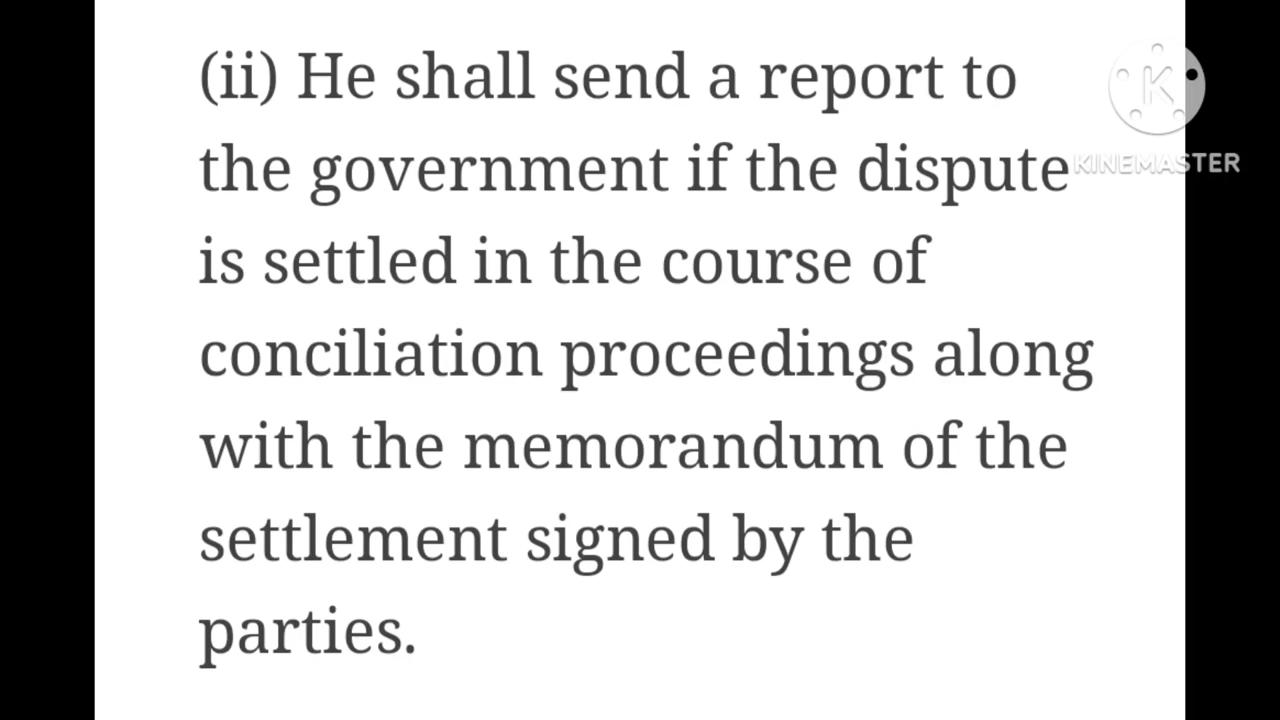 (ii) He shall send a report to
the government if the dispute
is settled in the course of
conciliation proceedings along
with the memorandum of the
settlement signed by the
parties.
K
KINEMASTER